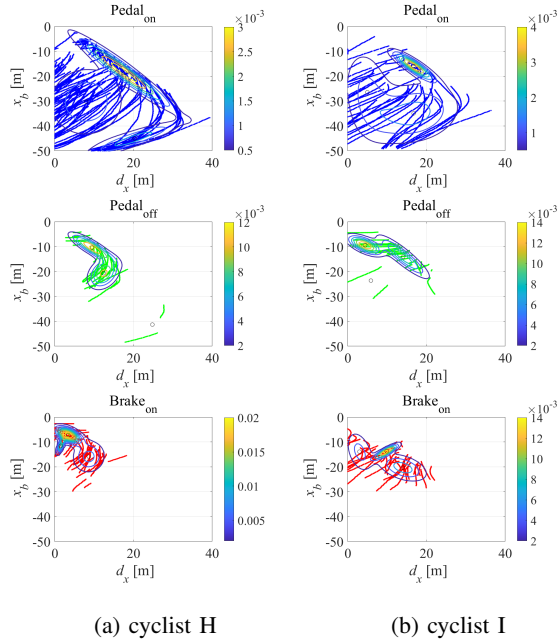 Pedal_on Pedal_on
×10⁻³ ×10⁻³
0 3 0 4
-10 2.5 -10
x_b [m] -20 2 x_b [m] -20 3
-30 1.5 -30 2
-40 1 -40
-50 0.5 -50 1
0 20 40 0 20 40
d_x [m] d_x [m]
Pedal_off Pedal_off
×10⁻³ ×10⁻³
0 12 0 14
-10 10 -10 12
x_b [m] -20 8 x_b [m] -20 10
-30 6 -30 8
-40 4 -40 6
-50 2 -50 4
2
0 20 40 0 20 40
d_x [m] d_x [m]
Brake_on Brake_on
×10⁻³
0 0.02 0 14
-10 0.015 -10 12
x_b [m] -20 x_b [m] -20 10
-30 0.01 -30 8
-40 0.005 -40 6
-50 -50 4
2
0 20 40 0 20 40
d_x [m] d_x [m]
(a) cyclist H (b) cyclist I